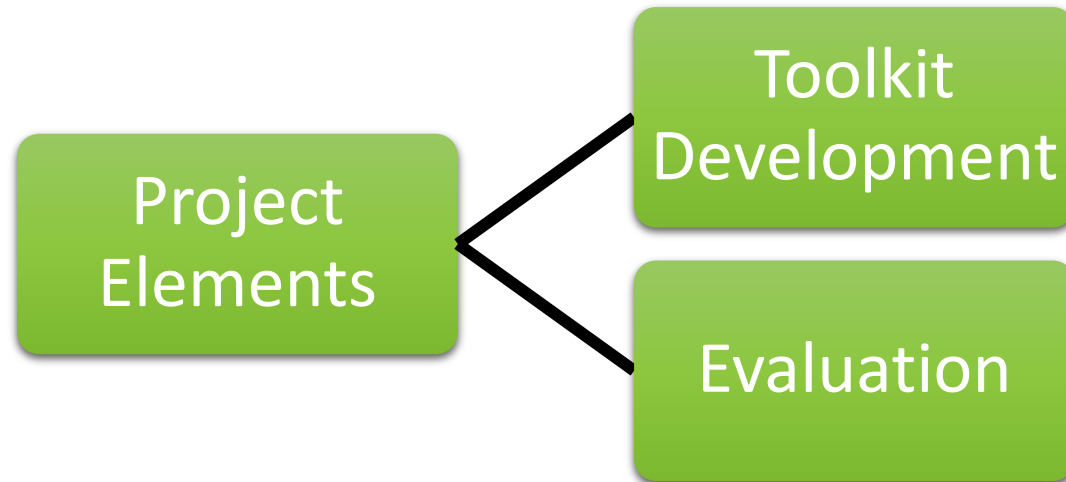 Project
Elements
Toolkit
Development
Evaluation